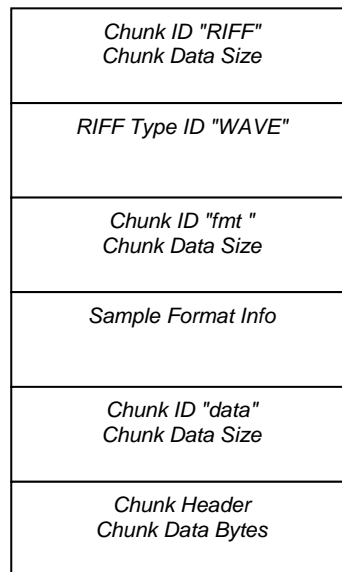 Chunk ID "RIFF"
Chunk Data Size
RIFF Type ID "WAVE"
Chunk ID "fmt "
Chunk Data Size
Sample Format Info
Chunk ID "data"
Chunk Data Size
Chunk Header
Chunk Data Bytes